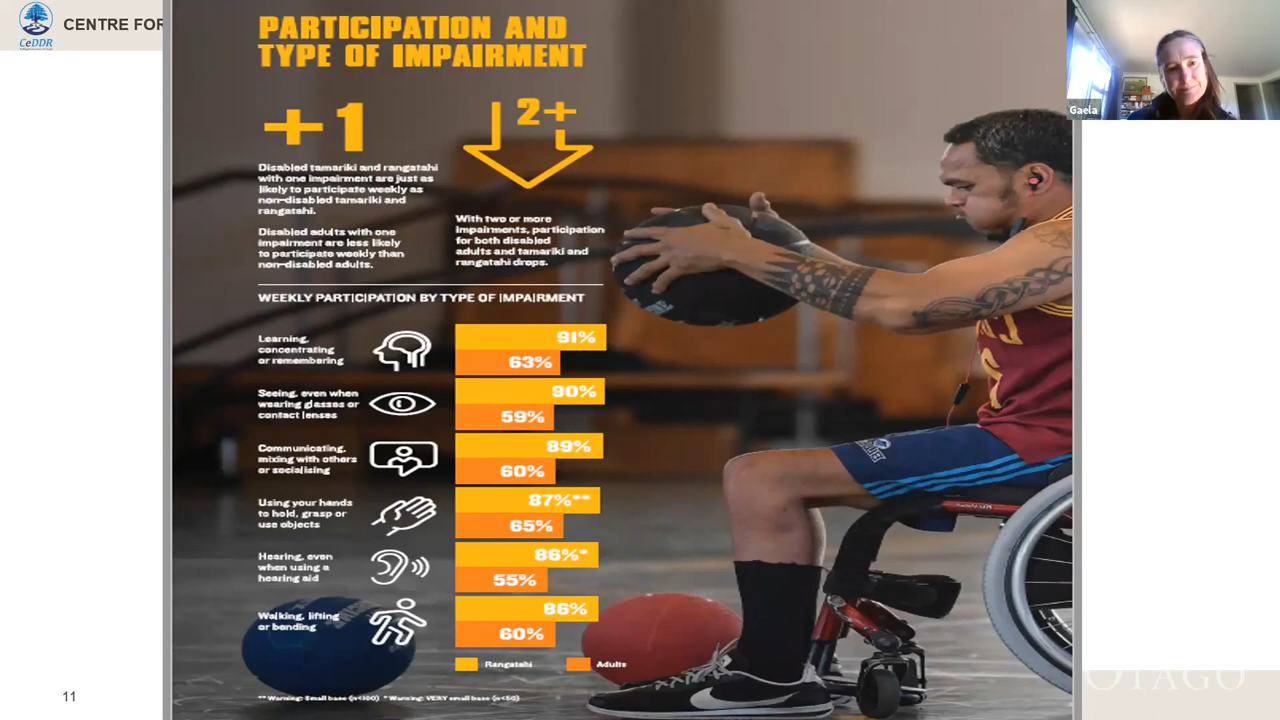 CeDDR
CENTRE FOR
PARTICIPATION AND
TYPE OF IMPAIRMENT
+1
Disabled tamariki and rangatahi
with one impairment are just as
likely to participate weekly as
non-disabled tamariki and
rangatahi.
Disabled adults with one
impairment are less likely
to participate weekly than
non-disabled adults.
2+
With two or more
impairments, participation
for both disabled
adults and tamariki and
rangatahi drops.
WEEKLY PARTICIPATION BY TYPE OF IMPAIRMENT
Learning,
concentrating
or remembering
91%
63%
Seeing, even when
wearing glasses or
contact lenses
90%
59%
Communicating,
mixing with others
or socialising
89%
60%
Using your hands
to hold, grasp or
use objects
87%**
65%
Hearing, even
when using a
hearing aid
86%*
55%
Walking, lifting
or bending
86%
60%
Rangatahi
Adults
** Warning: Small base (n<100) * Warning: VERY small base (n<50)
11
Gaela
OTAGO